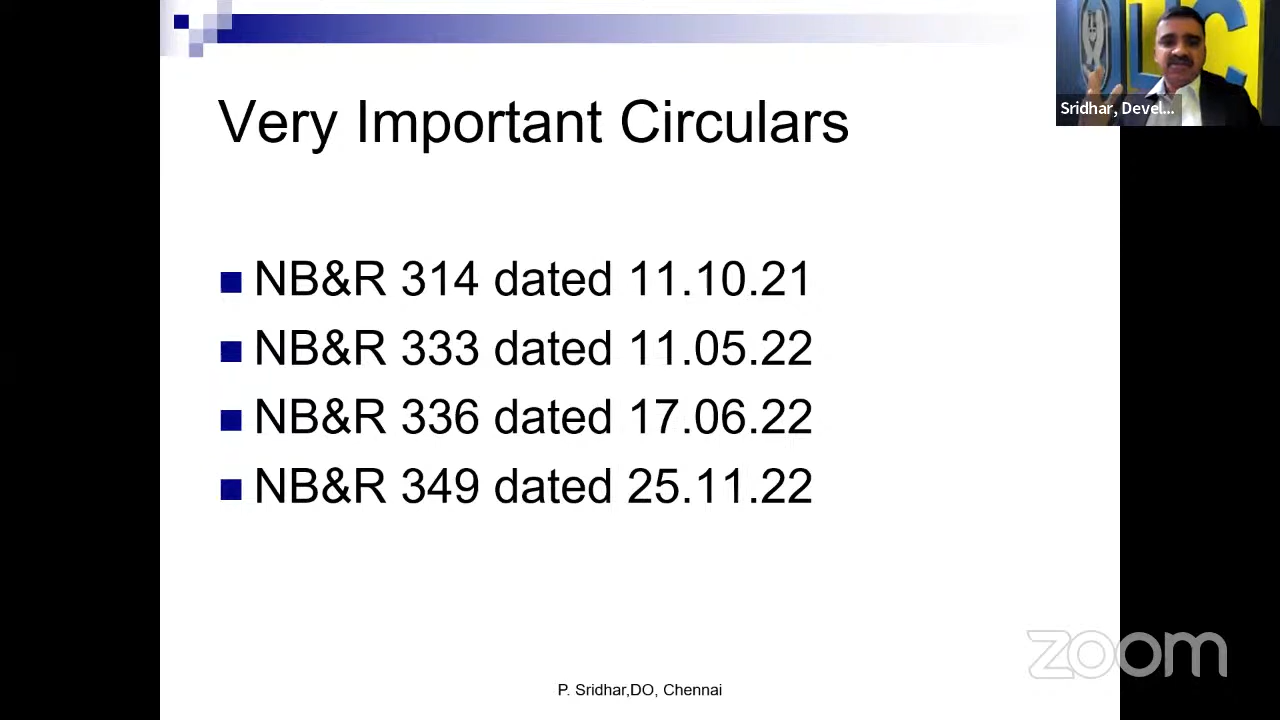 Very Important Circulars
NB&R 314 dated 11.10.21
NB&R 333 dated 11.05.22
NB&R 336 dated 17.06.22
NB&R 349 dated 25.11.22
P. Sridhar,DO, Chennai
LIC
Sridhar, Devel...
zoom